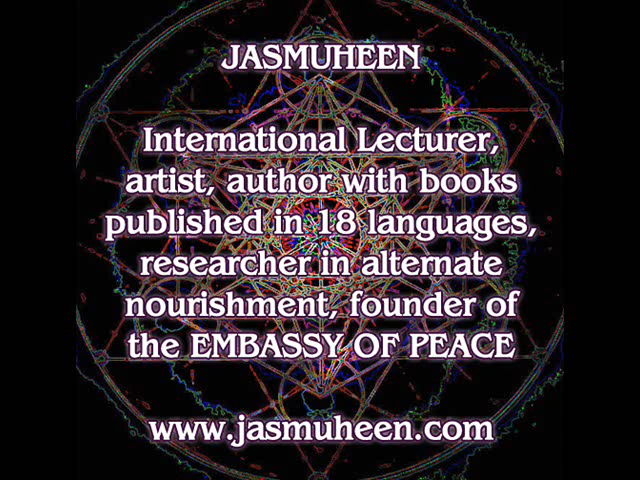 JASMUHEEN
International Lecturer,
artist, author with books
published in 18 languages,
researcher in alternate
nourishment, founder of
the EMBASSY OF PEACE
www.jasmuheen.com